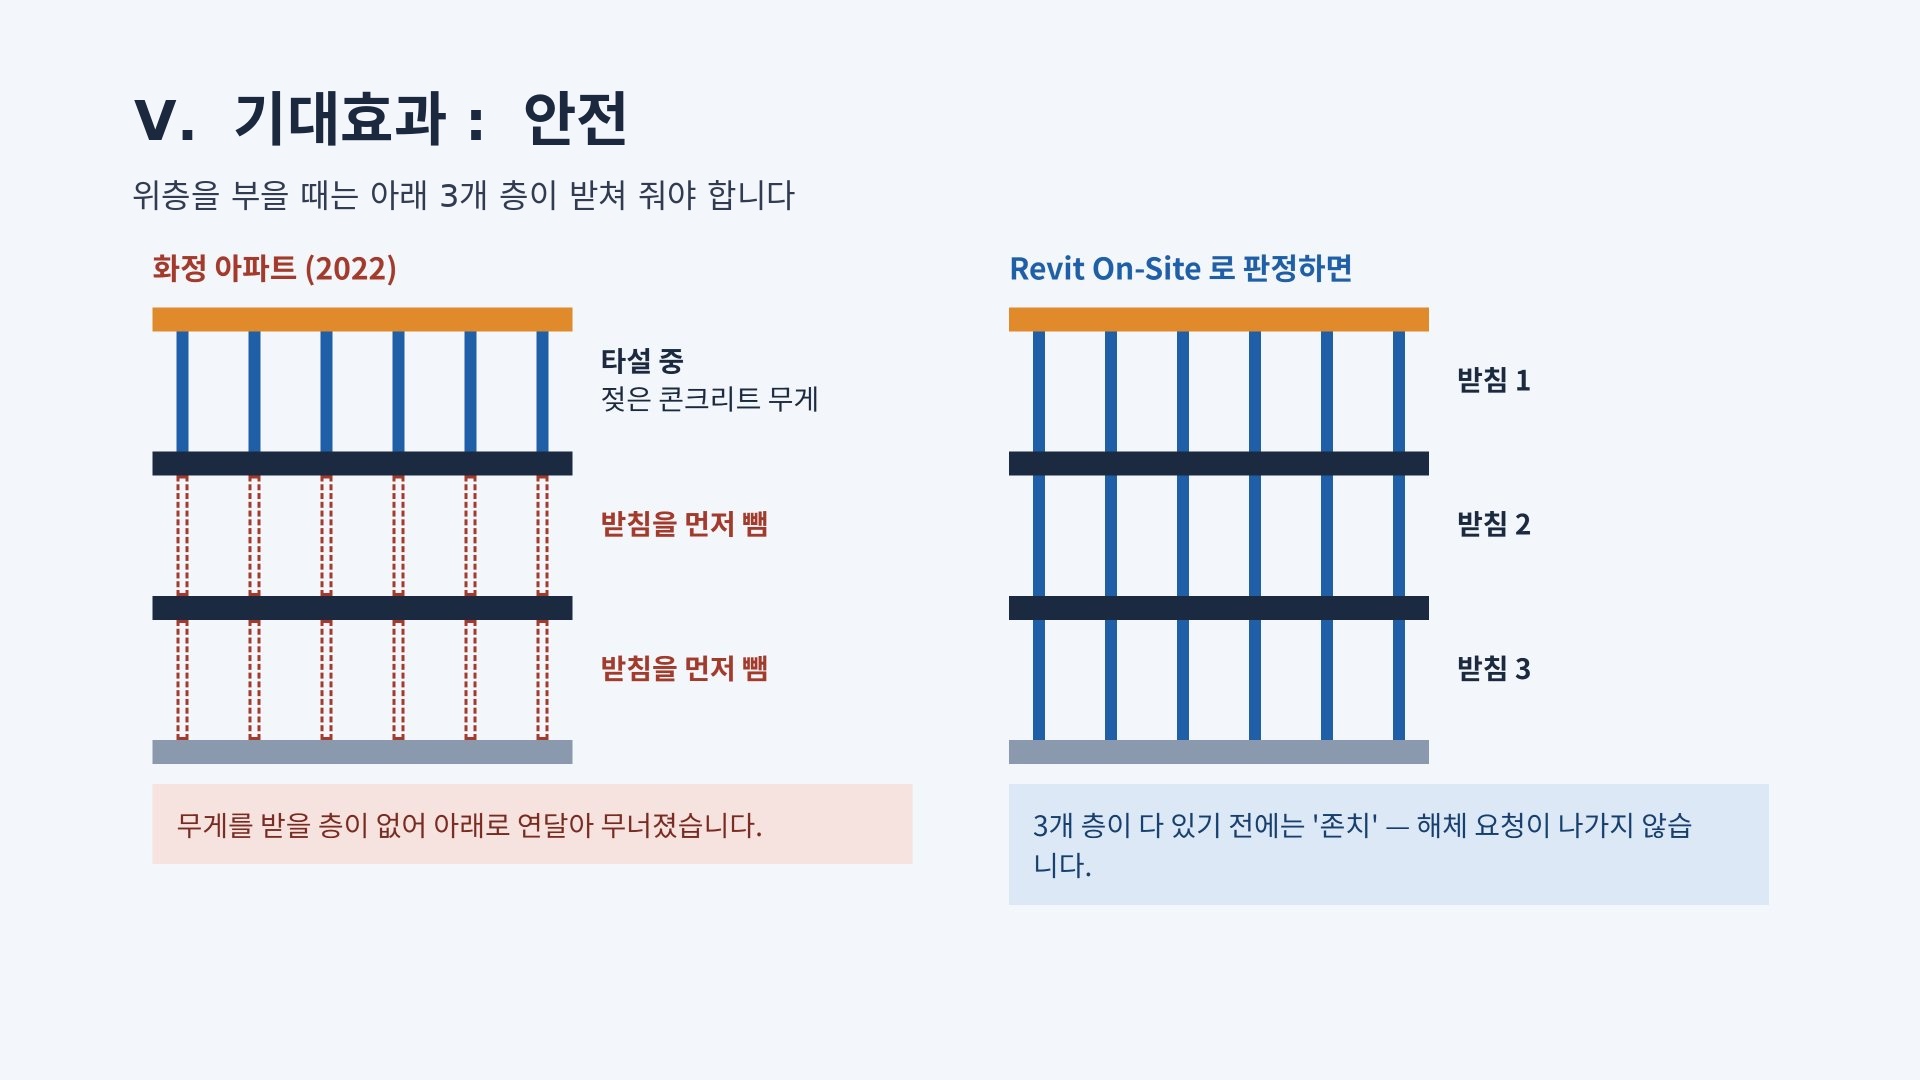 V. 기대효과 : 안전
위층을 부을 때는 아래 3개 층이 받쳐 줘야 합니다
화정 아파트 (2022)
타설 중
젖은 콘크리트 무게
받침을 먼저 뺌
받침을 먼저 뺌
무게를 받을 층이 없어 아래로 연달아 무너졌습니다.
Revit On-Site 로 판정하면
받침 1
받침 2
받침 3
3개 층이 다 있기 전에는 '존치' — 해체 요청이 나가지 않습
니다.